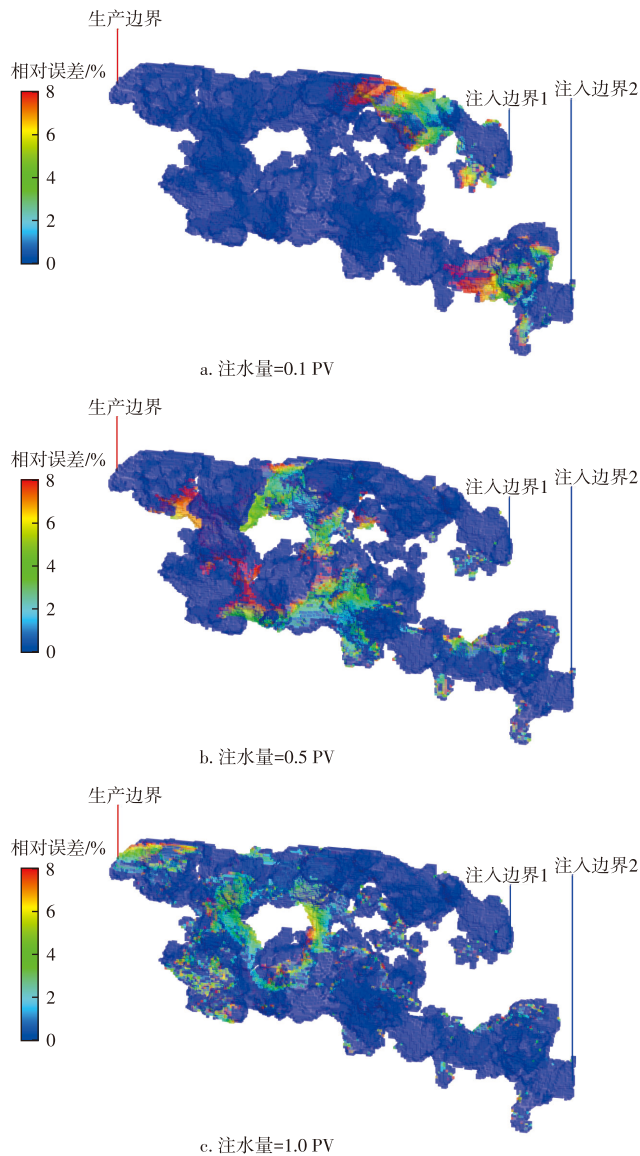 生产边界
相对误差/%
注入边界1
注入边界2
8
6
4
2
0
a. 注水量=0.1 PV
生产边界
相对误差/%
注入边界1
注入边界2
8
6
4
2
0
b. 注水量=0.5 PV
生产边界
相对误差/%
注入边界1
注入边界2
8
6
4
2
0
c. 注水量=1.0 PV